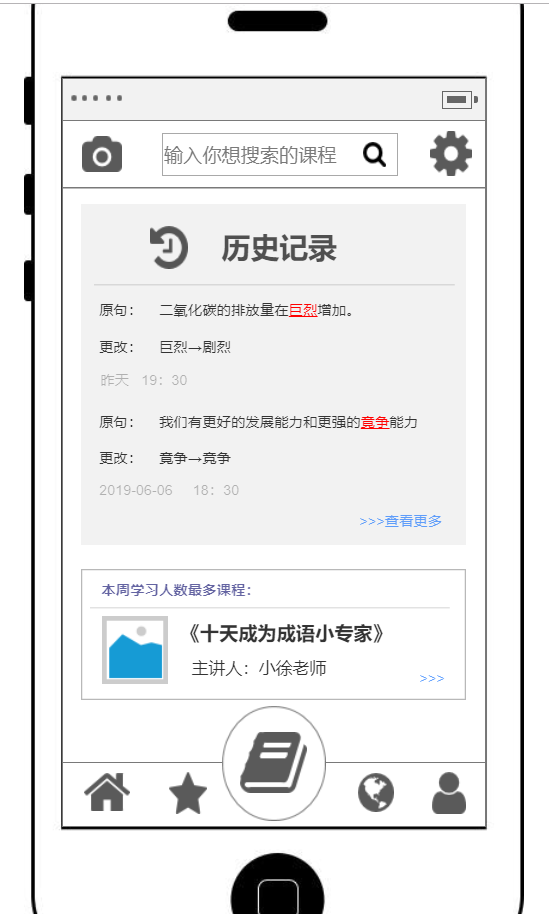 输入你想搜索的课程
历史记录
原句： 二氧化碳的排放量在巨烈增加。
更改： 巨烈→剧烈
昨天 19：30
原句： 我们有更好的发展能力和更强的竟争能力
更改： 竟争→竞争
2019-06-06 18：30
>>>查看更多
本周学习人数最多课程：
《十天成为成语小专家》
主讲人：小徐老师
>>>